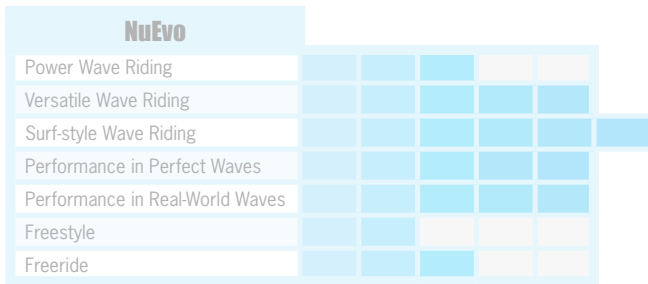 NuEvo
Power Wave Riding
Versatile Wave Riding
Surf-style Wave Riding
Performance in Perfect Waves
Performance in Real-World Waves
Freestyle
Freeride